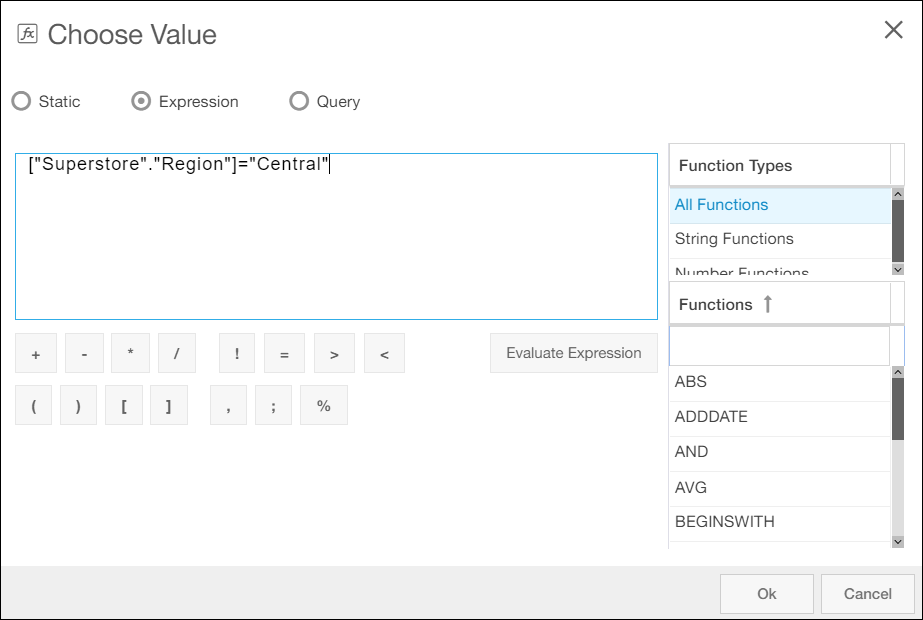 fx Choose Value
Static Expression Query
["Superstore"."Region"]="Central"
Function Types
All Functions
String Functions
Number Functions
Functions ↑
+ - * / ! = > < Evaluate Expression
( ) [ ] , ; %
ABS
ADDDATE
AND
AVG
BEGINSWITH
Ok Cancel